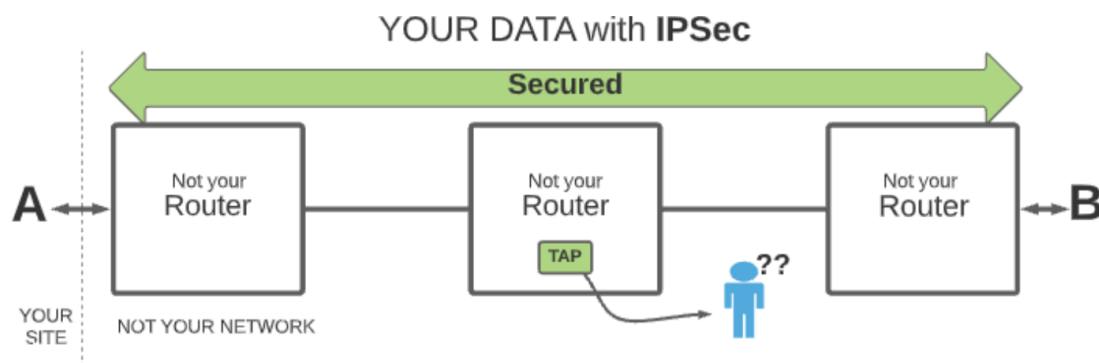 YOUR DATA with IPSec
Secured
Not your
Router
Not your
Router
Not your
Router
A
B
TAP
??
YOUR
SITE
NOT YOUR NETWORK